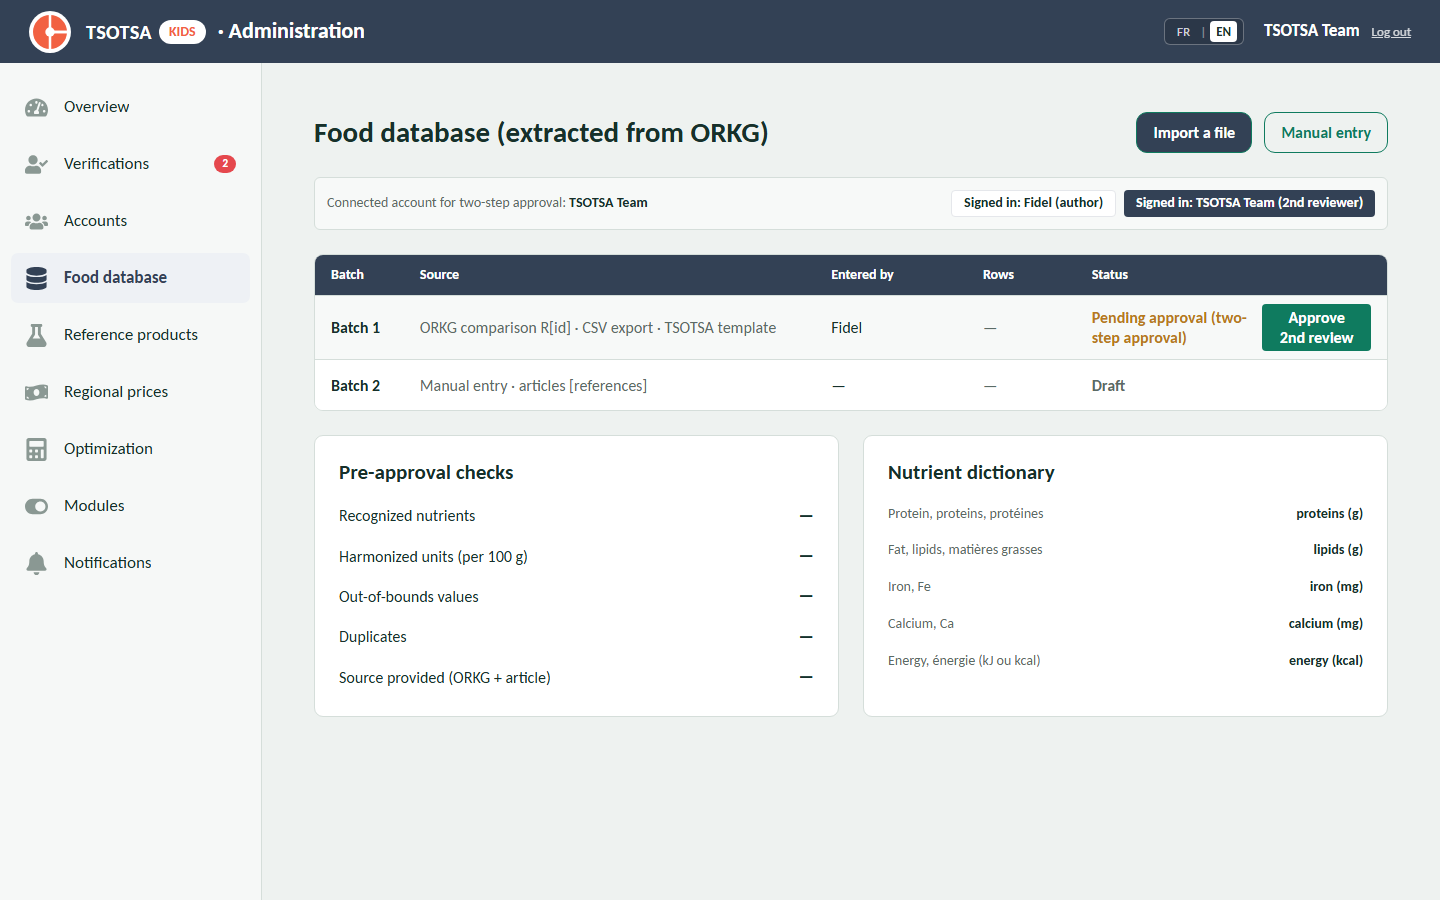 TSOTSA KIDS · Administration
FR | EN
TSOTSA Team Log out
Overview
Verifications 2
Accounts
Food database
Reference products
Regional prices
Optimization
Modules
Notifications
Food database (extracted from ORKG)
Import a file
Manual entry
Connected account for two-step approval: TSOTSA Team
Signed in: Fidel (author)
Signed in: TSOTSA Team (2nd reviewer)
Batch Source Entered by Rows Status
Batch 1 ORKG comparison R[id] · CSV export · TSOTSA template Fidel — Pending approval (two-
step approval)
Approve
2nd review
Batch 2 Manual entry · articles [references] — — Draft
Pre-approval checks
Recognized nutrients —
Harmonized units (per 100 g) —
Out-of-bounds values —
Duplicates —
Source provided (ORKG + article) —
Nutrient dictionary
Protein, proteins, protéines proteins (g)
Fat, lipids, matières grasses lipids (g)
Iron, Fe iron (mg)
Calcium, Ca calcium (mg)
Energy, énergie (kJ ou kcal) energy (kcal)